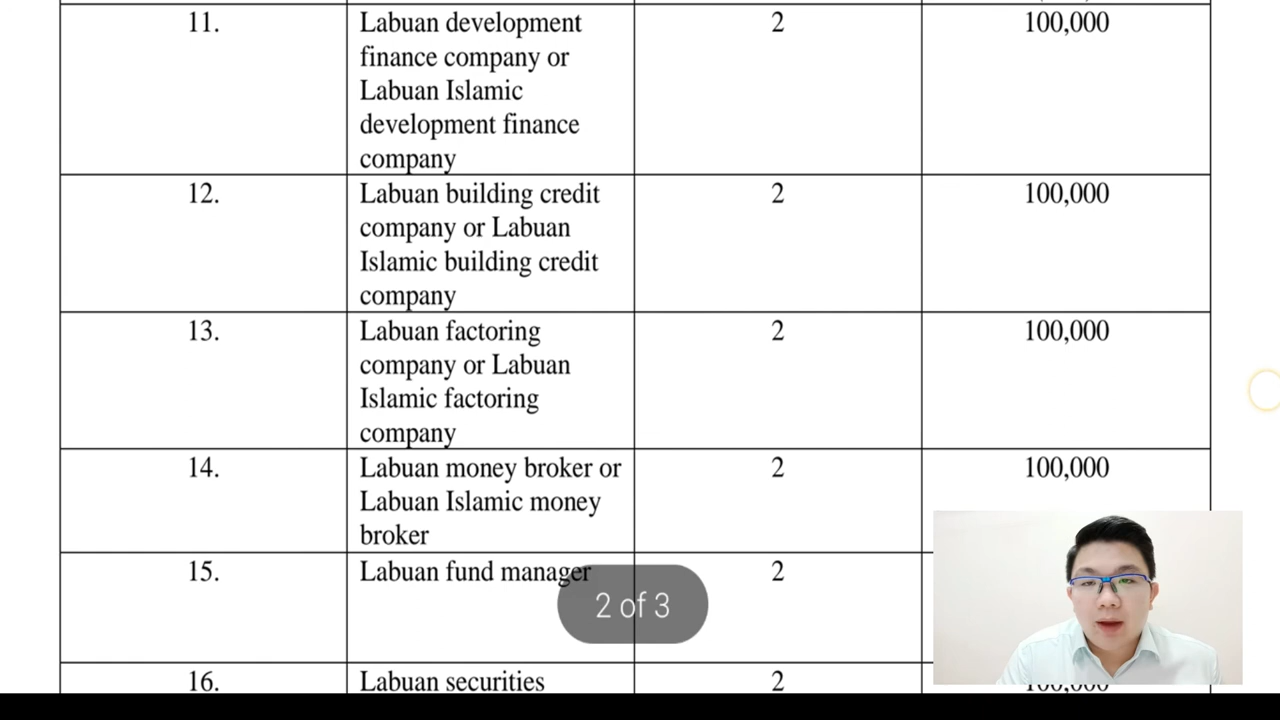 11. Labuan development 2 100,000
finance company or
Labuan Islamic
development finance
company
12. Labuan building credit 2 100,000
company or Labuan
Islamic building credit
company
13. Labuan factoring 2 100,000
company or Labuan
Islamic factoring
company
14. Labuan money broker or 2 100,000
Labuan Islamic money
broker
15. Labuan fund manager 2
2 of 3
16. Labuan securities 2 100,000